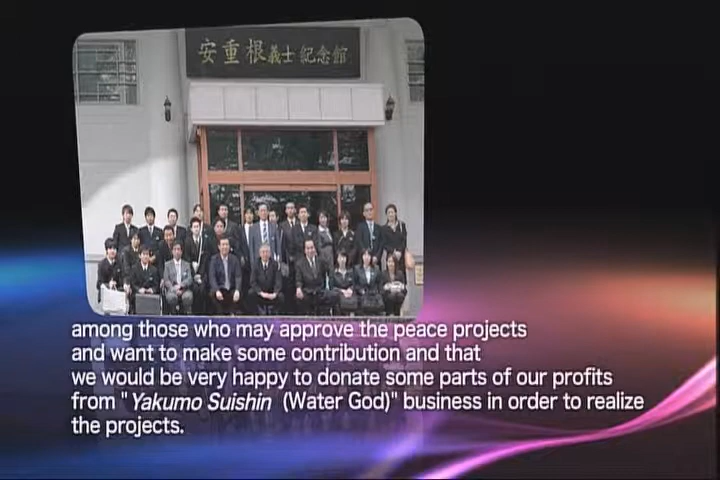 安重根義士紀念館
among those who may approve the peace projects
and want to make some contribution and that
we would be very happy to donate some parts of our profits
from "Yakumo Suishin (Water God)" business in order to realize
the projects.